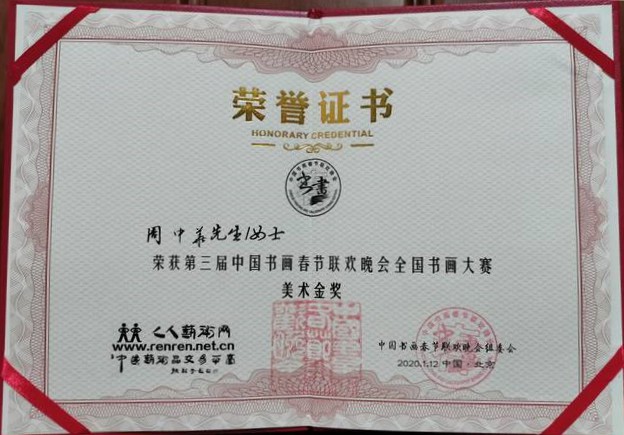 荣誉证书
HONORARY CREDENTIAL
周中华先生/女士
荣获第三届中国书画春节联欢晚会全国书画大赛
美术金奖
人人艺术网
www.renren.net.cn
中国书画春节联欢晚会组委会
2020.1.12 中国·北京